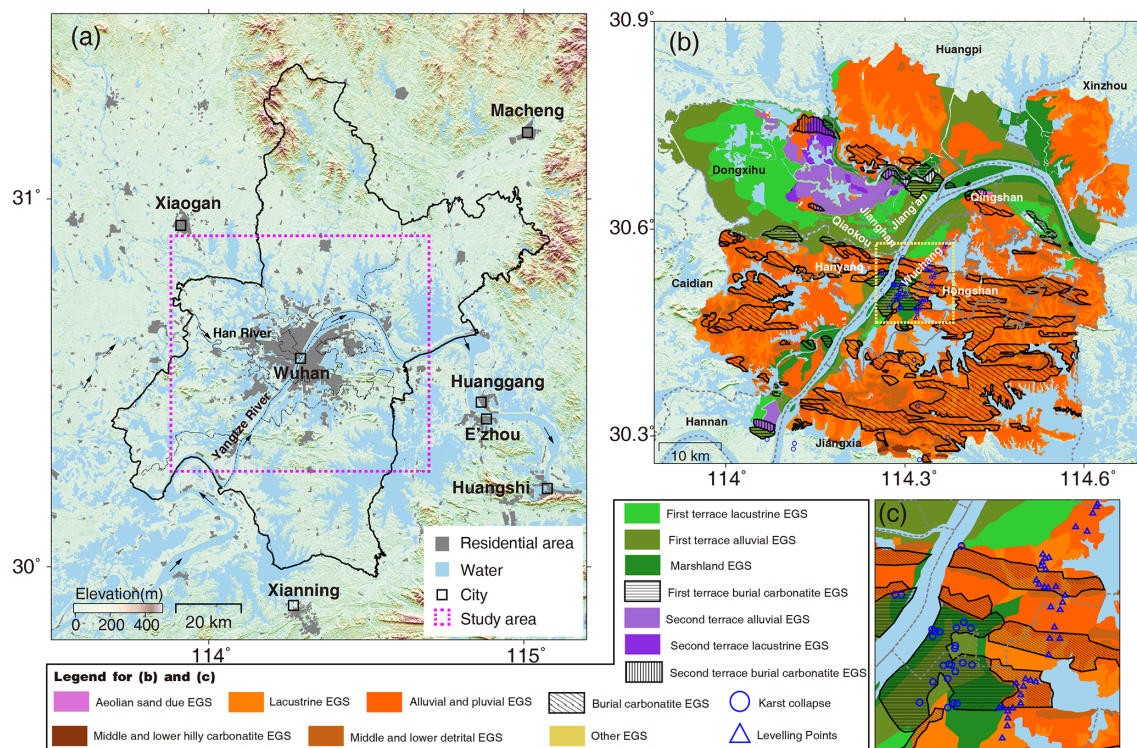 (a)
Macheng
31°
Xiaogan
Han River
Wuhan
Yangtze River
Huanggang
E'zhou
Huangshi
30°
Xianning
Elevation(m)
0 200 400
20 km
Residential area
Water
City
Study area
114°
115°
30.9°
(b)
Huangpi
Xinzhou
Dongxihu
Jiang'an
Jianghan
Qiaokou
Qingshan
30.6°
Hanyang
Wuchang
Caidian
Hongshan
Hannan
Jiangxia
30.3°
10 km
114°
114.3°
114.6°
First terrace lacustrine EGS
First terrace alluvial EGS
Marshland EGS
First terrace burial carbonatite EGS
Second terrace alluvial EGS
Second terrace lacustrine EGS
Second terrace burial carbonatite EGS
(c)
Legend for (b) and (c)
Aeolian sand due EGS
Lacustrine EGS
Alluvial and pluvial EGS
Burial carbonatite EGS
Karst collapse
Middle and lower hilly carbonatite EGS
Middle and lower detrital EGS
Other EGS
Levelling Points